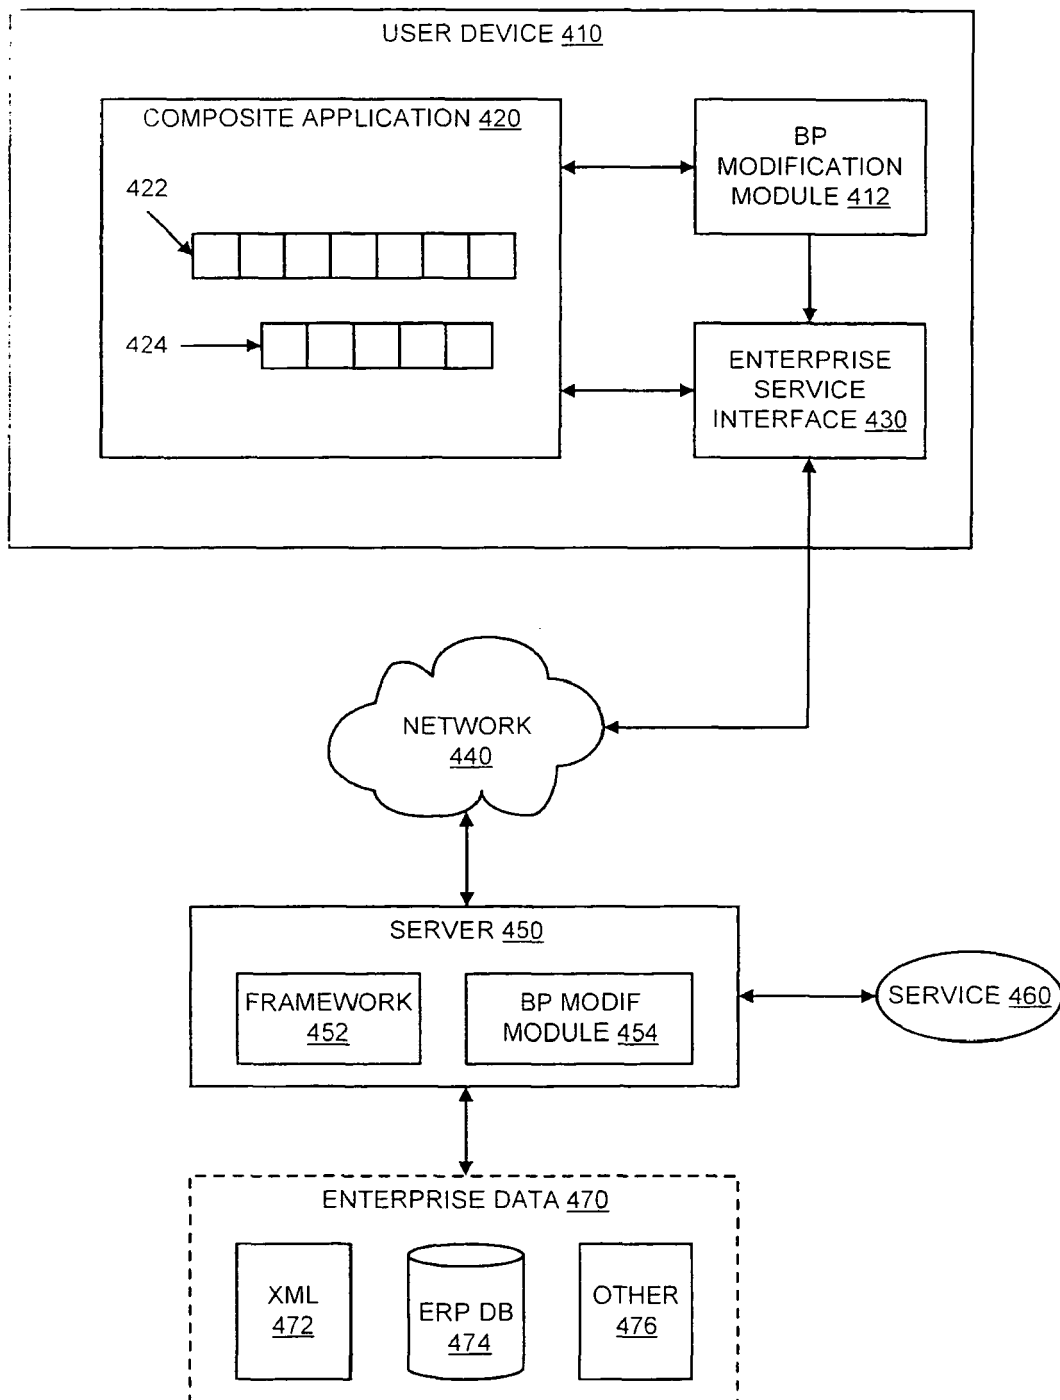 USER DEVICE 410
COMPOSITE APPLICATION 420
422
424
BP
MODIFICATION
MODULE 412
ENTERPRISE
SERVICE
INTERFACE 430
NETWORK
440
SERVER 450
FRAMEWORK
452
BP MODIF
MODULE 454
SERVICE 460
ENTERPRISE DATA 470
XML
472
ERP DB
474
OTHER
476